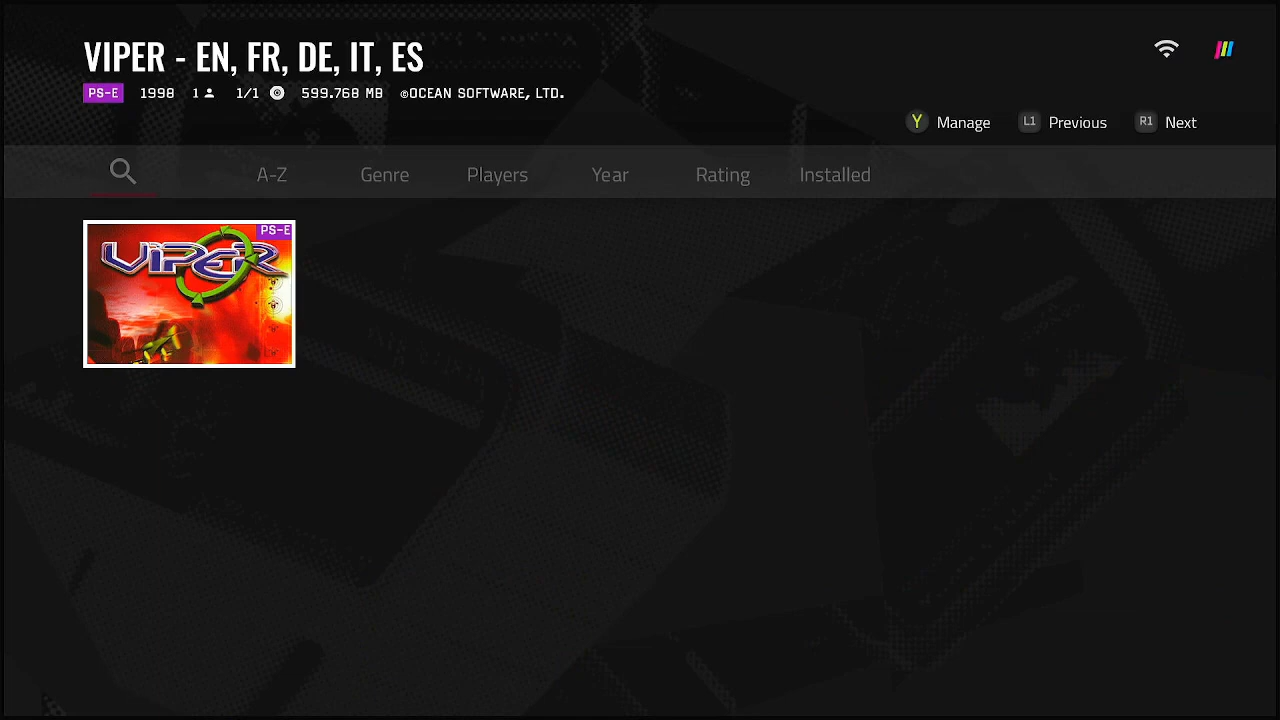 VIPER - EN, FR, DE, IT, ES
PS-E 1998 1 1/1 599.768 MB ©OCEAN SOFTWARE, LTD.
Y Manage L1 Previous R1 Next
A-Z Genre Players Year Rating Installed
PS-E
VIPER